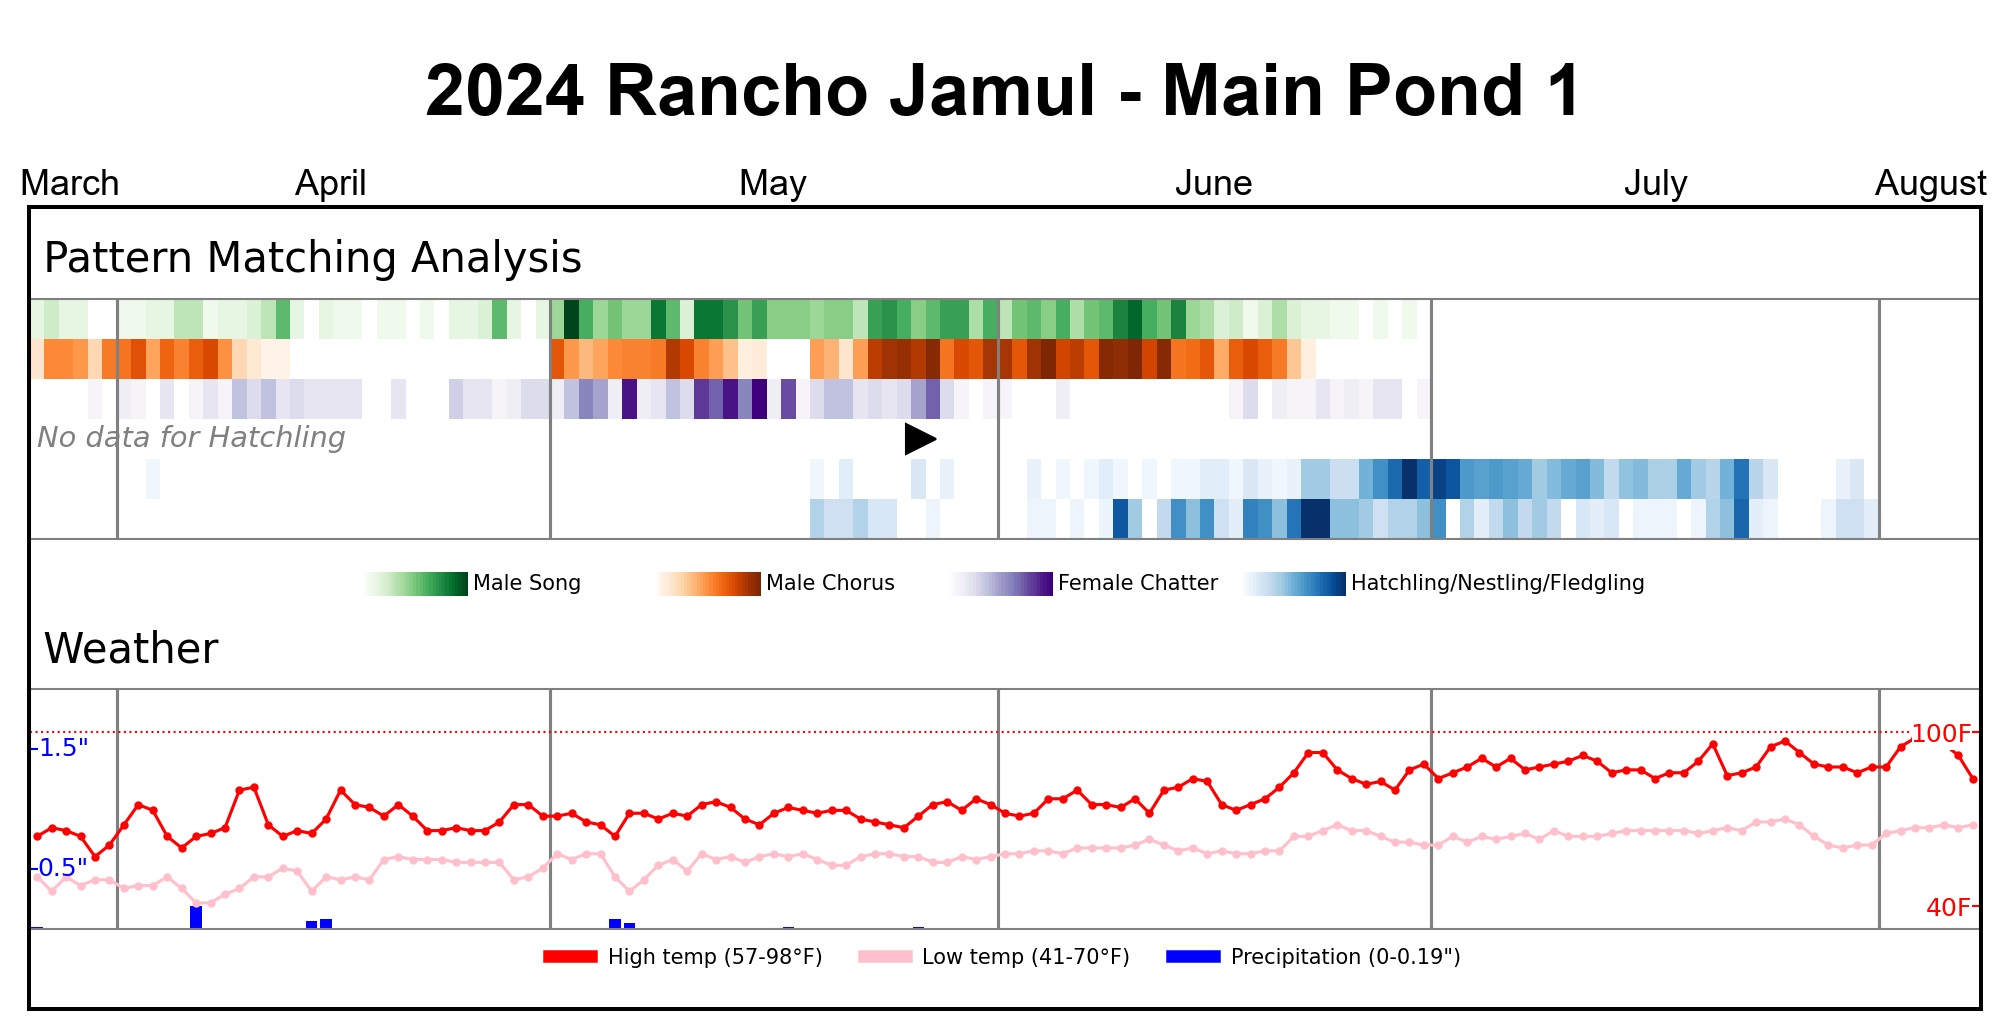 2024 Rancho Jamul - Main Pond 1
March April May June July August
Pattern Matching Analysis
No data for Hatchling
Male Song Male Chorus Female Chatter Hatchling/Nestling/Fledgling
Weather
100F
1.5"
0.5"
40F
High temp (57-98°F) Low temp (41-70°F) Precipitation (0-0.19")